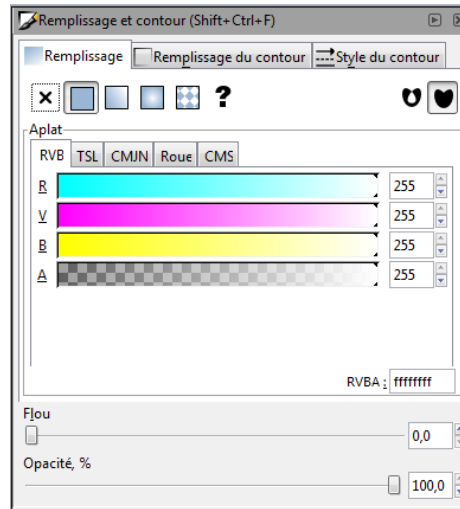 Remplissage et contour (Shift+Ctrl+F)
Remplissage Remplissage du contour Style du contour
?
Aplat
RVB TSL CMJN Roue CMS
R 255
V 255
B 255
A 255
RVBA : ffffffff
Flou
0,0
Opacité, %
100,0